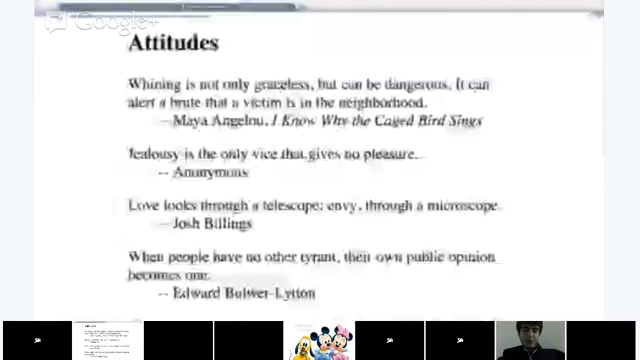 Google+
Attitudes
Whining is not only graceless, but can be dangerous. It can
alert a brute that a victim is in the neighborhood.
-- Maya Angelou, I Know Why the Caged Bird Sings
Jealousy is the only vice that gives no pleasure.
-- Anonymous
Love looks through a telescope; envy, through a microscope.
-- Josh Billings
When people have no other tyrant, their own public opinion
becomes one.
-- Edward Bulwer-Lytton